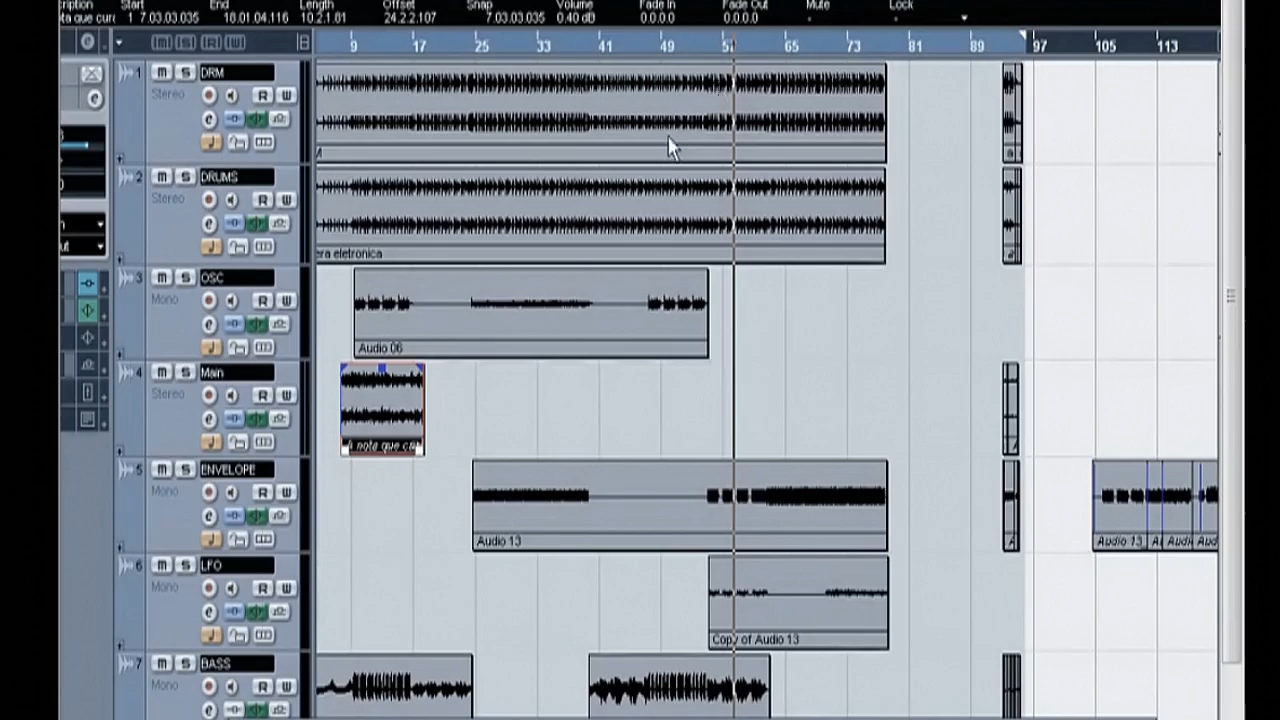 ription Start End Length Offset Snap Volume Fade In Fade Out Mute Lock
ta que cura 1 7.03.03.035 18.01.04.116 10.2.1.81 24.2.2.107 7.03.03.035 0.40 dB 0.0.0.0 0.0.0.0 - -
9 17 25 33 41 49 57 65 73 81 89 97 105 113
1 m S DRM
Stereo R W
e
2 m S DRUMS
Stereo R W
e
era eletronica
3 m S OSC
Mono R W
e
Audio 06
4 m S Main
Stereo R W
e
A nota que c
5 m S ENVELOPE
Mono R W
e
Audio 13 Audio 13 A Audi Aud
6 m S LFO
Mono R W
e
Copy of Audio 13
7 m S BASS
Mono R W
e